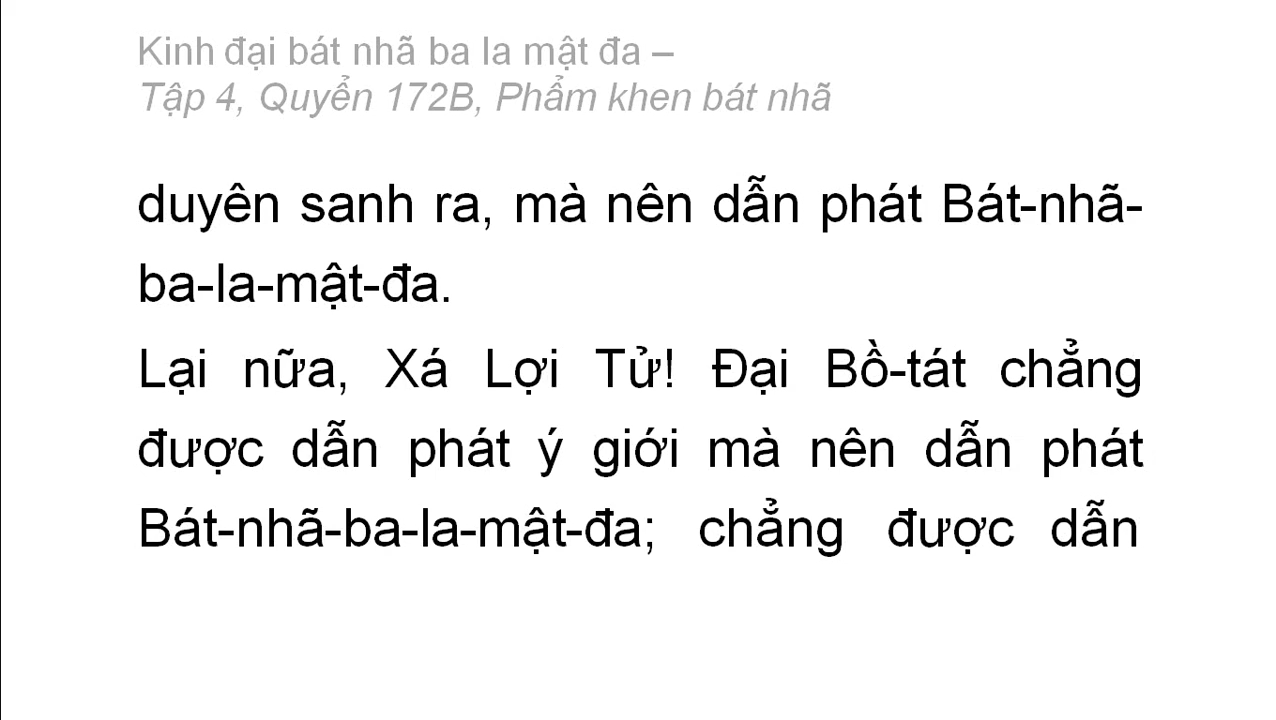 Kinh đại bát nhã ba la mật đa –
Tập 4, Quyển 172B, Phẩm khen bát nhã
duyên sanh ra, mà nên dẫn phát Bát-nhã-
ba-la-mật-đa.
Lại nữa, Xá Lợi Tử! Đại Bồ-tát chẳng
được dẫn phát ý giới mà nên dẫn phát
Bát-nhã-ba-la-mật-đa; chẳng được dẫn